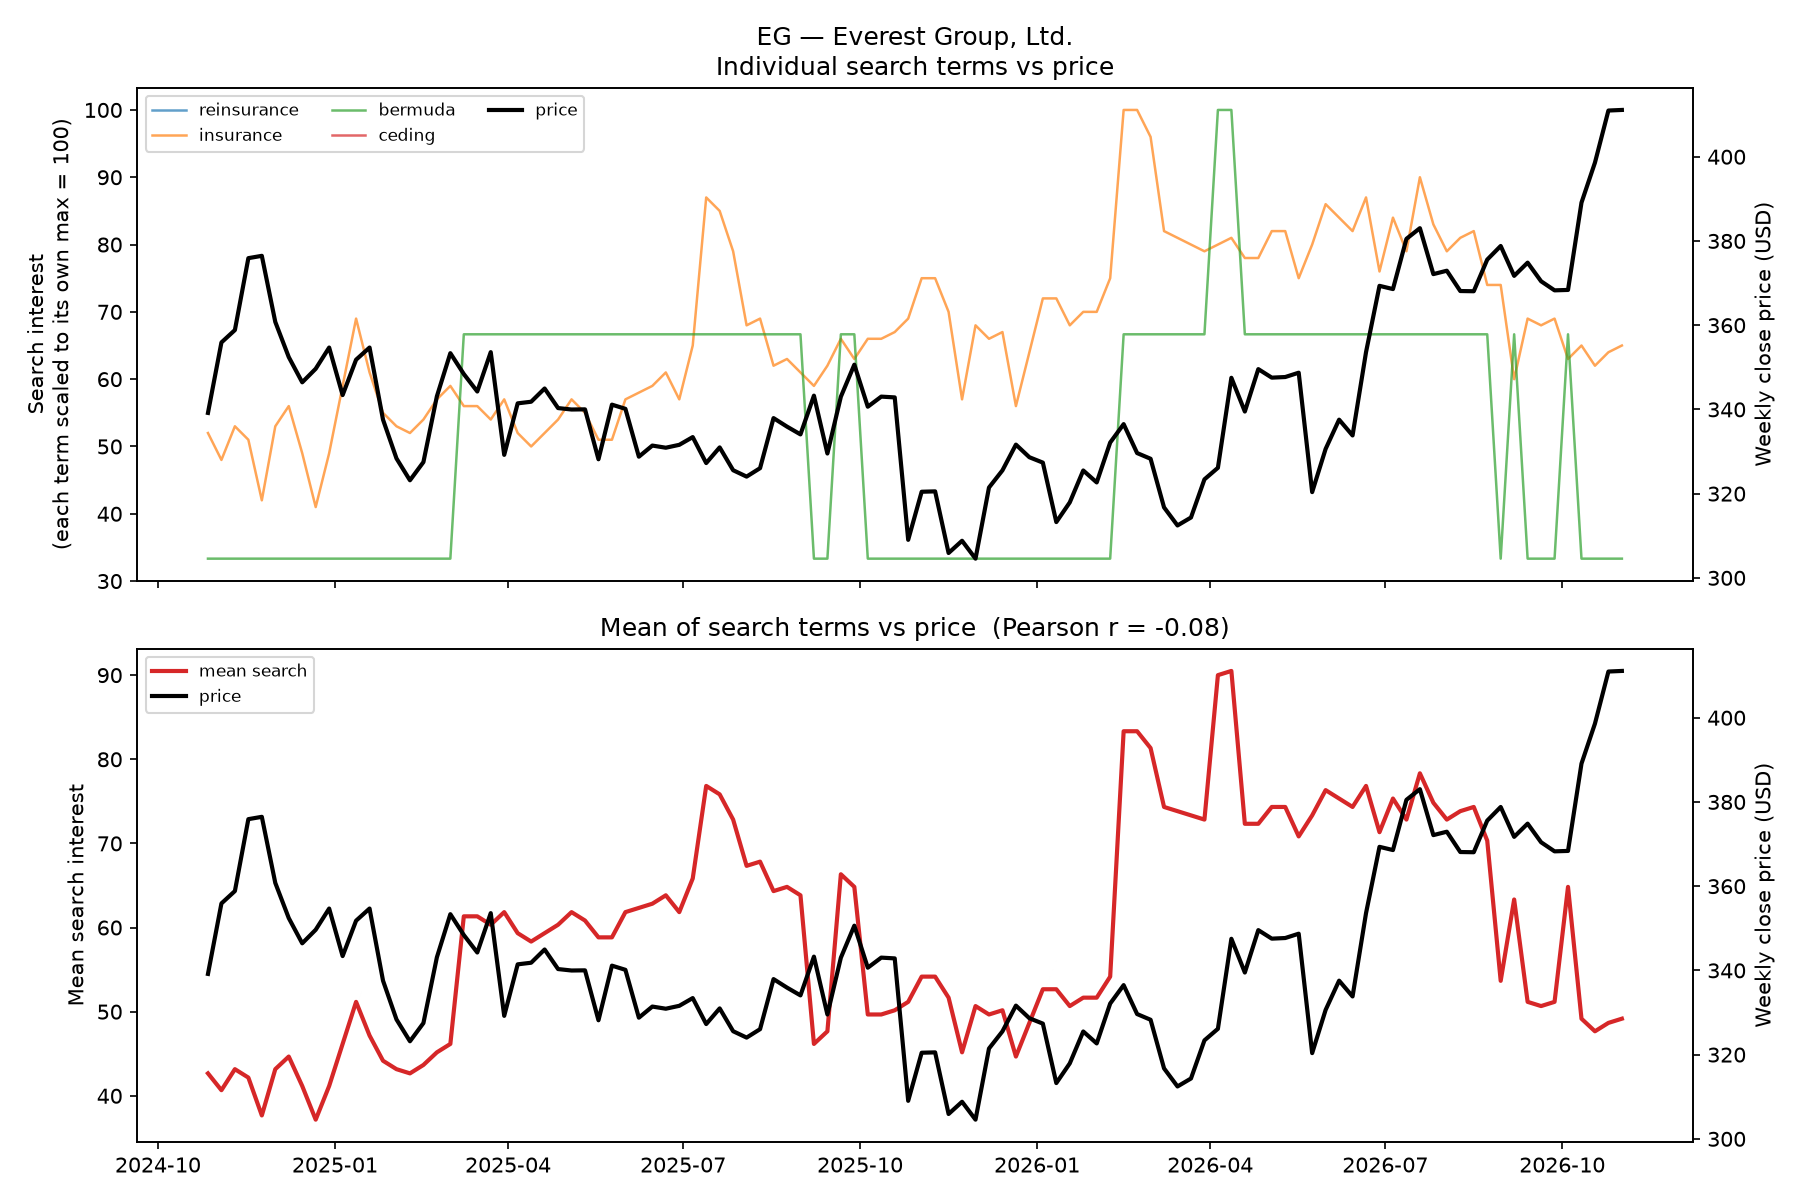 EG — Everest Group, Ltd.
Individual search terms vs price
reinsurance
insurance
bermuda
ceding
price
Search interest
(each term scaled to its own max = 100)
100
90
80
70
60
50
40
30
400
380
360
340
320
300
Weekly close price (USD)
Mean of search terms vs price (Pearson r = -0.08)
mean search
price
Mean search interest
90
80
70
60
50
40
400
380
360
340
320
300
Weekly close price (USD)
2024-10
2025-01
2025-04
2025-07
2025-10
2026-01
2026-04
2026-07
2026-10